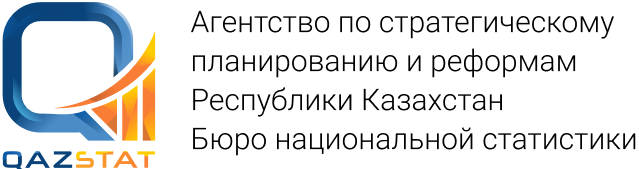 Агентство по стратегическому
планированию и реформам
Республики Казахстан
Бюро национальной статистики
QAZSTAT